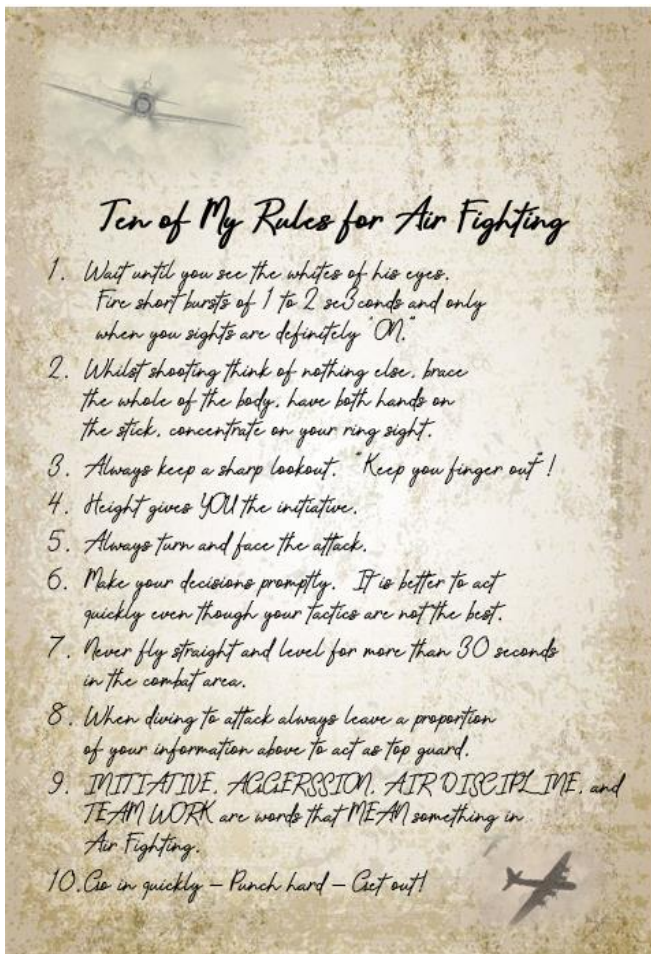 Ten of My Rules for Air Fighting
1. Wait until you see the whites of his eyes.
Fire short bursts of 1 to 2 se3conds and only
when you sights are definitely "ON."
2. Whilst shooting think of nothing else, brace
the whole of the body, have both hands on
the stick, concentrate on your ring sight.
3. Always keep a sharp lookout. "Keep you finger out" !
4. Height gives YOU the initiative.
5. Always turn and face the attack.
6. Make your decisions promptly. It is better to act
quickly even though your tactics are not the best.
7. Never fly straight and level for more than 30 seconds
in the combat area.
8. When diving to attack always leave a proportion
of your information above to act as top guard.
9. INITIATIVE, AGGERSSION, AIR DISCIPLINE, and
TEAM WORK are words that MEAN something in
Air Fighting.
10. Go in quickly – Punch hard – Get out!